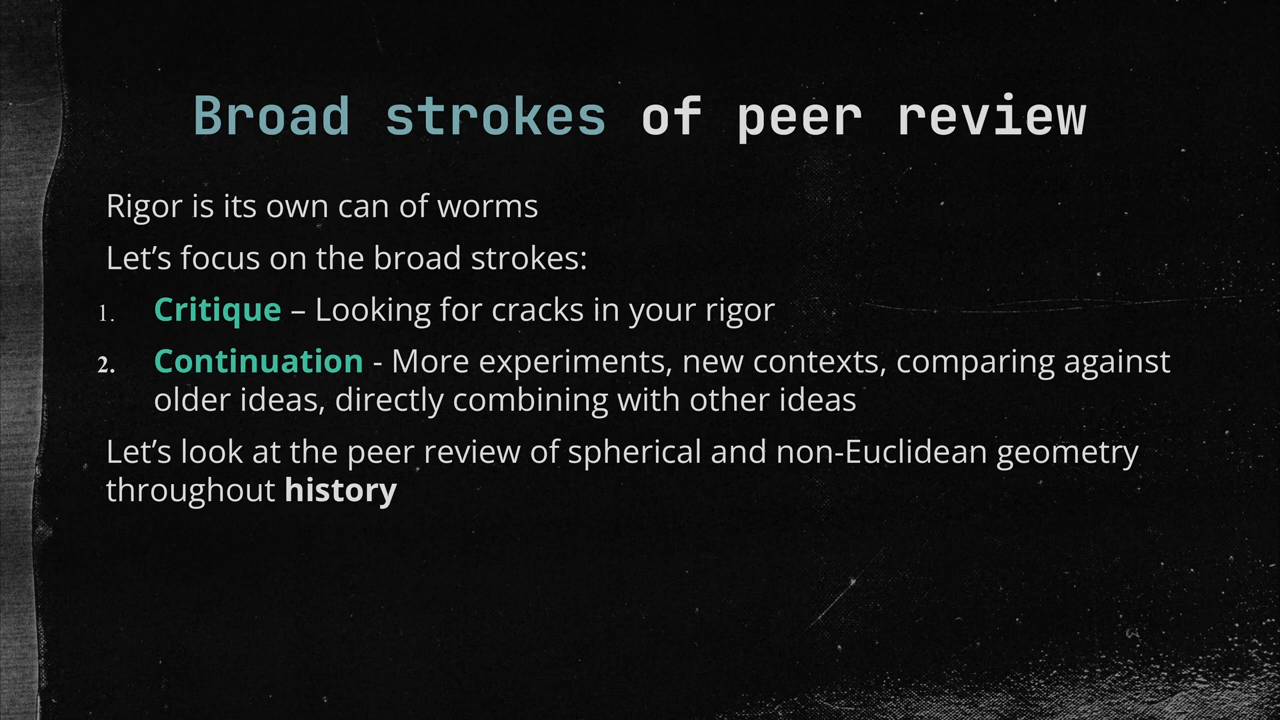 Broad strokes of peer review
Rigor is its own can of worms
Let’s focus on the broad strokes:
1. Critique – Looking for cracks in your rigor
2. Continuation - More experiments, new contexts, comparing against
older ideas, directly combining with other ideas
Let’s look at the peer review of spherical and non-Euclidean geometry
throughout history